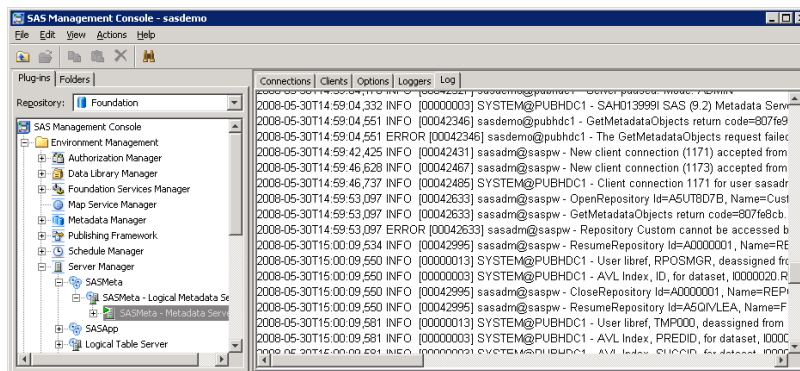 SAS Management Console - sasdemo
File Edit View Actions Help
Plug-ins Folders
Repository: Foundation
SAS Management Console
Environment Management
Authorization Manager
Data Library Manager
Foundation Services Manager
Map Service Manager
Metadata Manager
Publishing Framework
Schedule Manager
Server Manager
SASMeta
SASMeta - Logical Metadata Se
SASMeta - Metadata Serve
SASApp
Logical Table Server
Connections Clients Options Loggers Log
2008-05-30T14:59:04,332 INFO [00000003] SYSTEM@PUBHDC1 - SAH013999I SAS (9.2) Metadata Serv
2008-05-30T14:59:04,551 INFO [00042346] sasdemo@pubhdc1 - GetMetadataObjects return code=807fe9
2008-05-30T14:59:04,551 ERROR [00042346] sasdemo@pubhdc1 - The GetMetadataObjects request failed
2008-05-30T14:59:42,425 INFO [00042431] sasadm@saspw - New client connection (1171) accepted from
2008-05-30T14:59:46,628 INFO [00042467] sasadm@saspw - New client connection (1173) accepted from
2008-05-30T14:59:46,737 INFO [00042485] SYSTEM@PUBHDC1 - Client connection 1171 for user sasadr
2008-05-30T14:59:53,097 INFO [00042633] sasadm@saspw - OpenRepository Id=A5UT8D7B, Name=Cust
2008-05-30T14:59:53,097 INFO [00042633] sasadm@saspw - GetMetadataObjects return code=807fe8cb.
2008-05-30T14:59:53,097 ERROR [00042633] sasadm@saspw - Repository Custom cannot be accessed b
2008-05-30T15:00:09,534 INFO [00042995] sasadm@saspw - ResumeRepository Id=A0000001, Name=RE
2008-05-30T15:00:09,550 INFO [00000013] SYSTEM@PUBHDC1 - User libref, RPOSMGR, deassigned fro
2008-05-30T15:00:09,550 INFO [00000003] SYSTEM@PUBHDC1 - AVL Index, ID, for dataset, I0000020.R
2008-05-30T15:00:09,550 INFO [00042995] sasadm@saspw - CloseRepository Id=A0000001, Name=REP
2008-05-30T15:00:09,550 INFO [00042995] sasadm@saspw - ResumeRepository Id=A5QIVLEA, Name=F
2008-05-30T15:00:09,581 INFO [00000013] SYSTEM@PUBHDC1 - User libref, TMP000, deassigned from
2008-05-30T15:00:09,581 INFO [00000003] SYSTEM@PUBHDC1 - AVL Index, PREDID, for dataset, I000